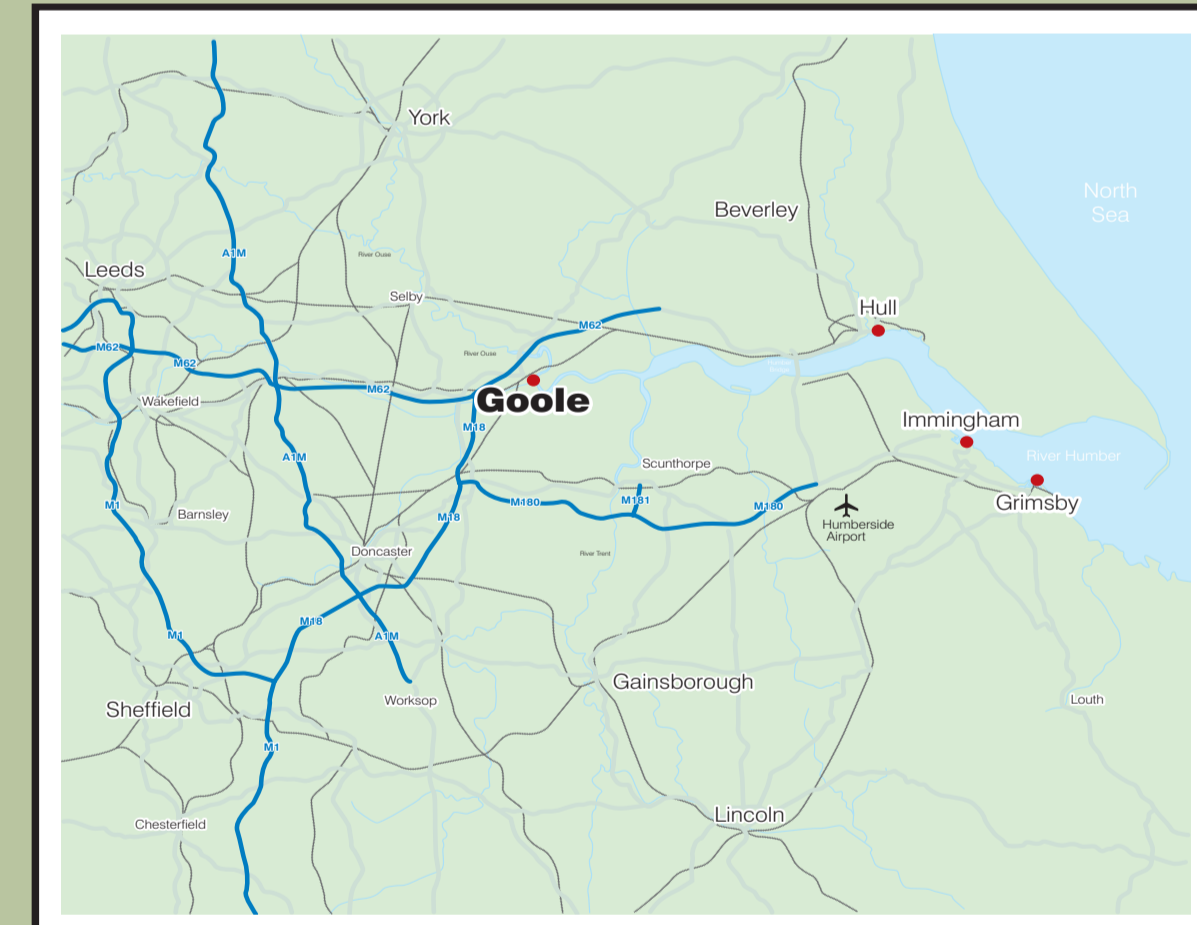 York
North
Sea
Beverley
A1M
River Ouse
Leeds
Selby
Hull
M62
M62
River Ouse
M62
M62
Goole
Wakefield
Immingham
M18
A1M
River Humber
Scunthorpe
M1
M180
M181
M180
Grimsby
Barnsley
M18
Humberside
Airport
Doncaster
River Trent
M18
M1
A1M
Gainsborough
Worksop
Louth
Sheffield
M1
Lincoln
Chesterfield